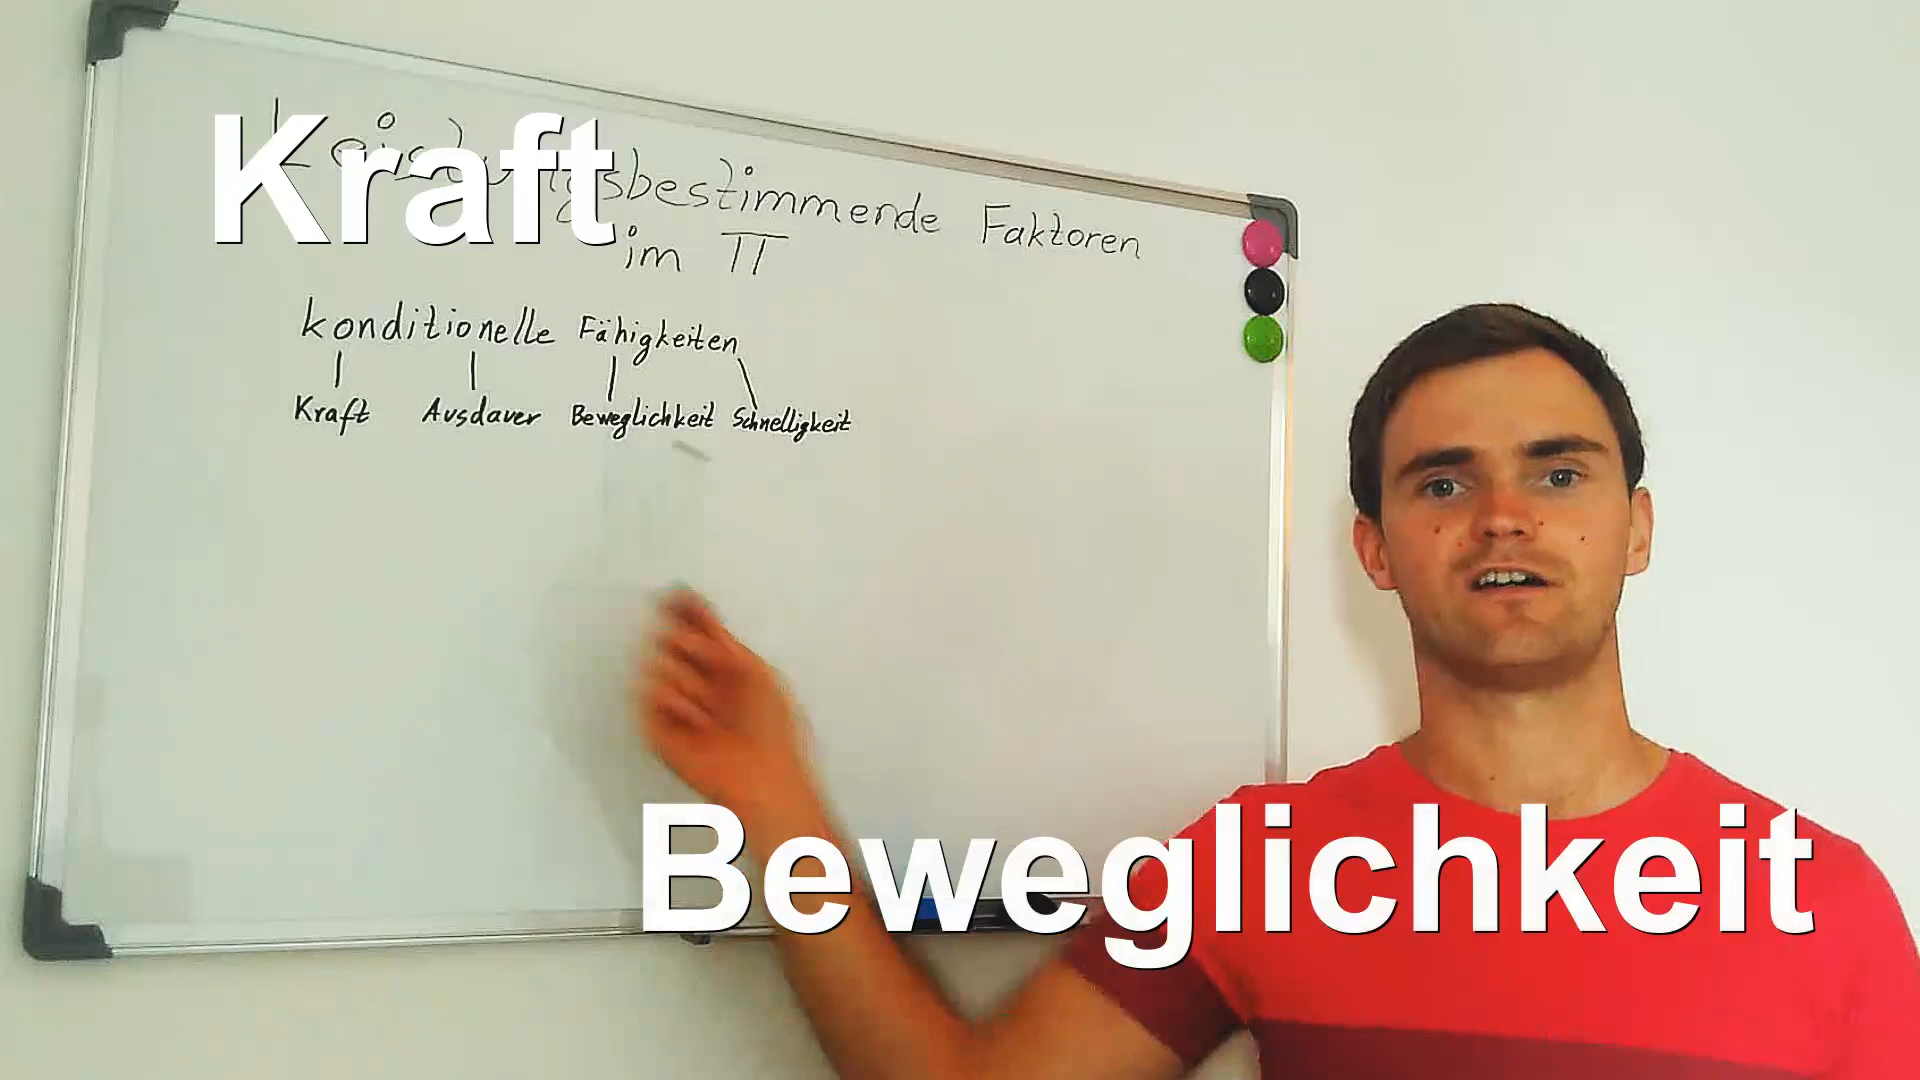 Kraft
Leistungsbestimmende Faktoren
im TT
konditionelle Fähigkeiten
Kraft Ausdauer Beweglichkeit Schnelligkeit
Beweglichkeit